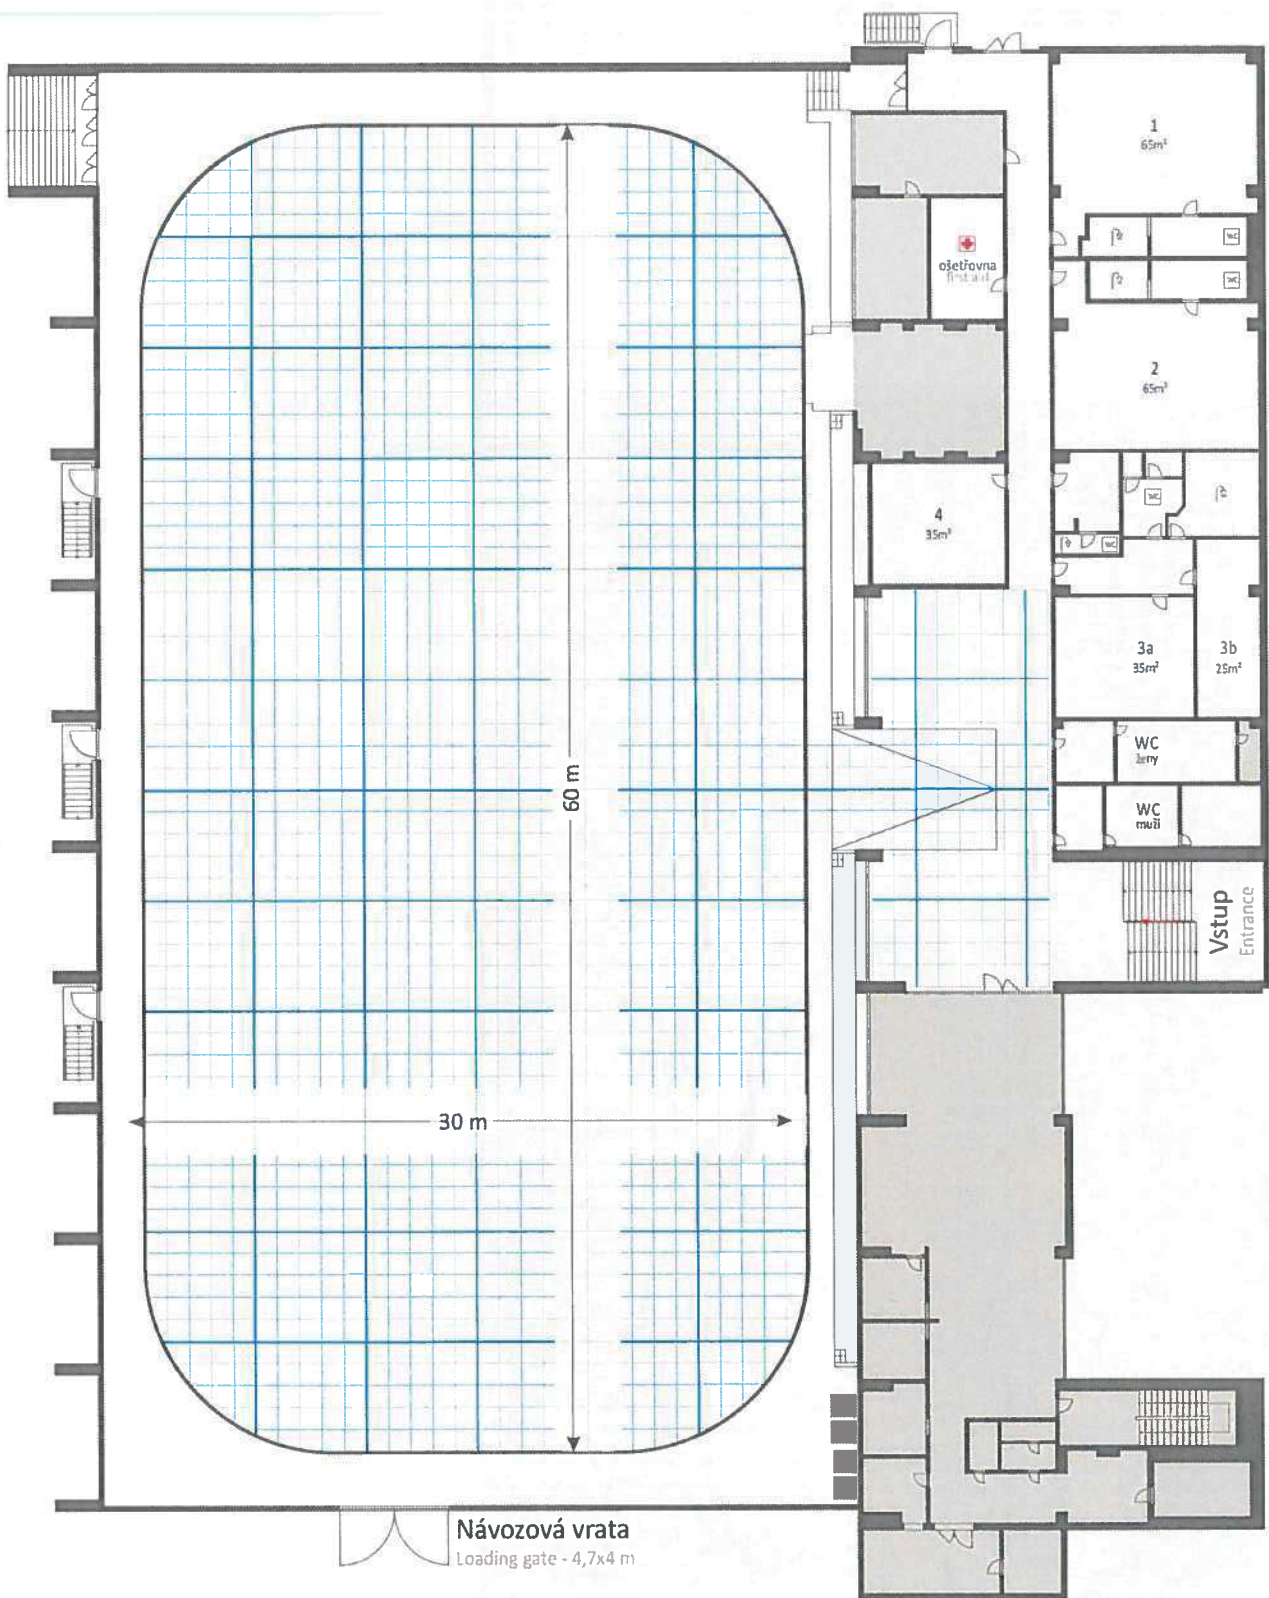 1
65m²
WC
ošetřovna
first aid
WC
2
65m²
4
35m²
WC
WC
3a
35m²
3b
25m²
60 m
WC
ženy
WC
muži
Vstup
Entrance
30 m
Návozová vrata
Loading gate - 4,7x4 m